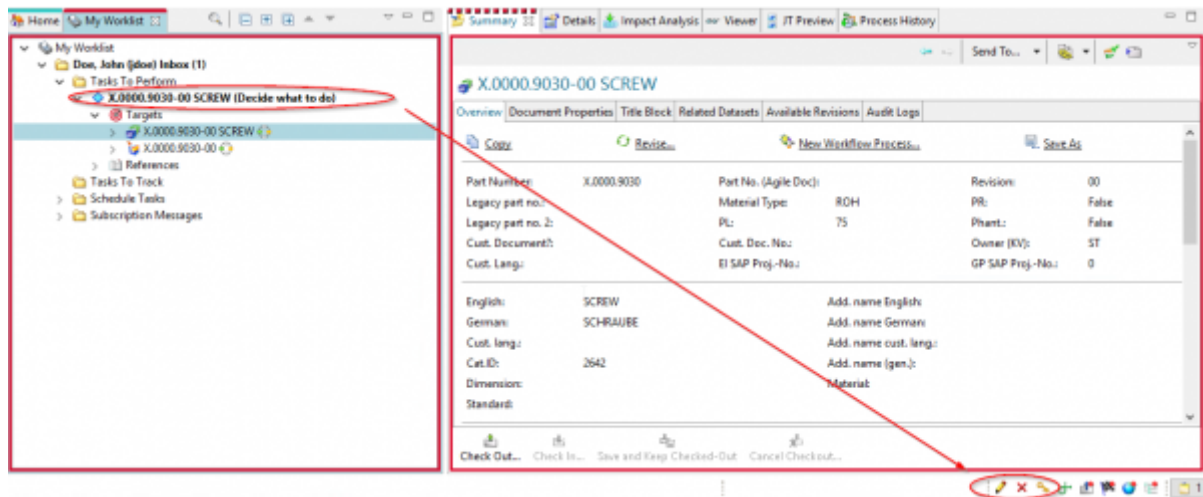 Home My Worklist
My Worklist
Doe, John (jdoe) Inbox (1)
Tasks To Perform
X.0000.9030-00 SCREW (Decide what to do)
Targets
X.0000.9030-00 SCREW
X.0000.9030-00
References
Tasks To Track
Schedule Tasks
Subscription Messages
Summary Details Impact Analysis Viewer JT Preview Process History
Send To...
X.0000.9030-00 SCREW
Overview Document Properties Title Block Related Datasets Available Revisions Audit Logs
Copy Revise... New Workflow Process... Save As
Part Number: X.0000.9030 Part No. (Agile Doc): Revision: 00
Legacy part no.: Material Type: ROH PR: False
Legacy part no. 2: PL: 75 Phant.: False
Cust. Document?: Cust. Doc. No.: Owner (KV): ST
Cust. Lang.: EI SAP Proj.-No.: GP SAP Proj.-No.: 0
English: SCREW Add. name English:
German: SCHRAUBE Add. name German:
Cust. lang.: Add. name cust. lang.:
Cat.ID: 2642 Add. name (gen.):
Dimension: Material:
Standard:
Check Out... Check In... Save and Keep Checked-Out Cancel Checkout...
1